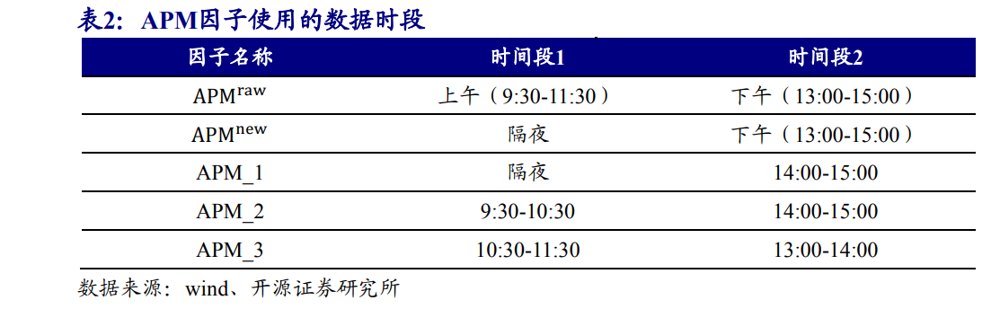 表2：APM因子使用的数据时段
因子名称 时间段1 时间段2
APMraw 上午（9:30-11:30） 下午（13:00-15:00）
APMnew 隔夜 下午（13:00-15:00）
APM_1 隔夜 14:00-15:00
APM_2 9:30-10:30 14:00-15:00
APM_3 10:30-11:30 13:00-14:00
数据来源：wind、开源证券研究所